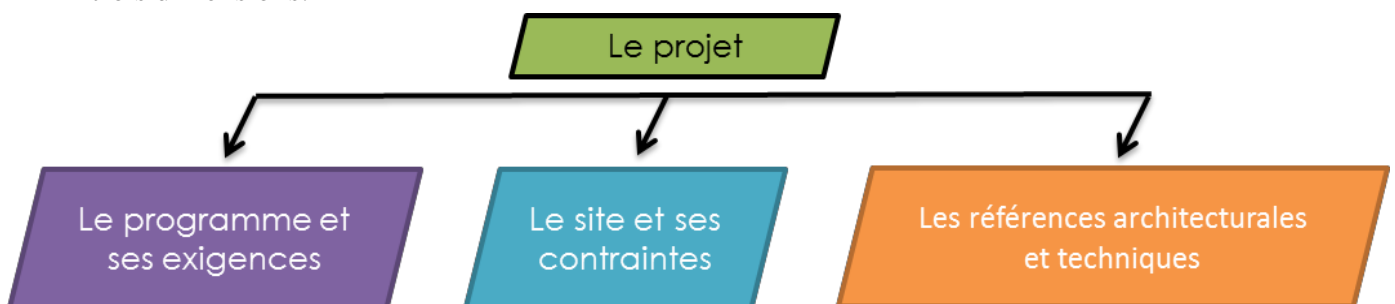 Le projet
Le programme et
ses exigences
Le site et ses
contraintes
Les références architecturales
et techniques